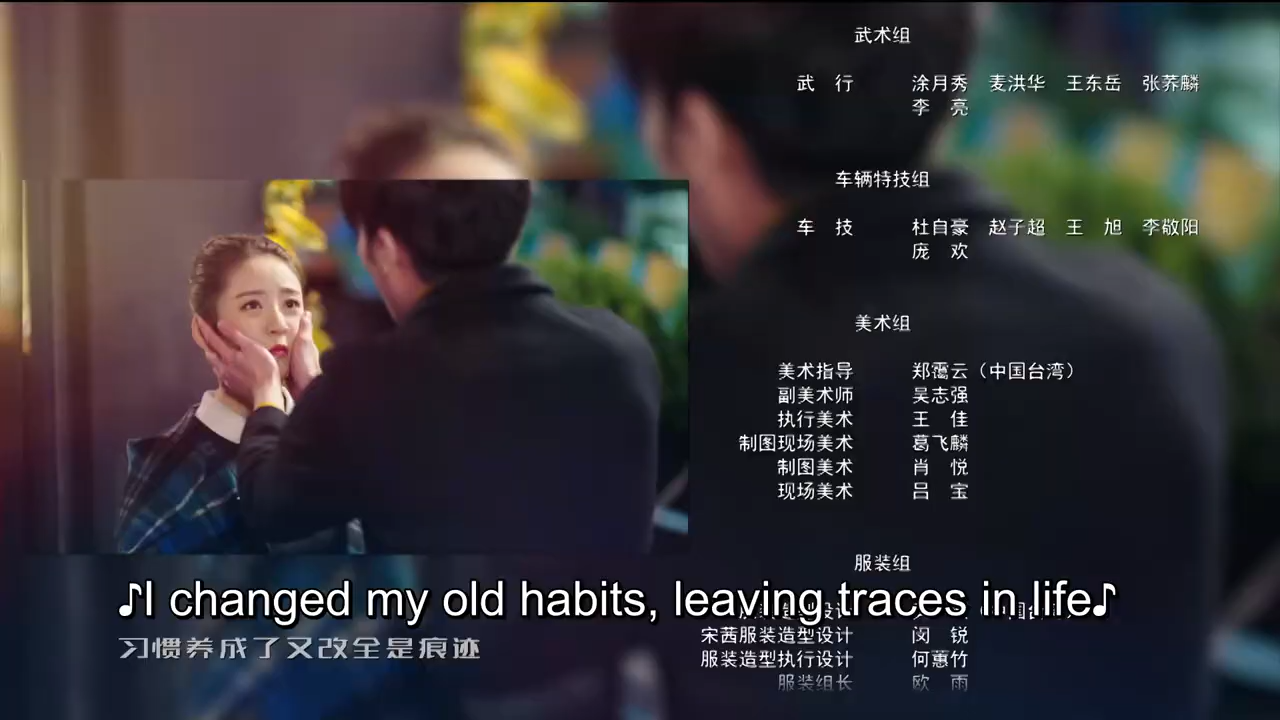 武术组
武　行　涂月秀　麦洪华　王东岳　张荞麟
李　亮
车辆特技组
车　技　杜自豪　赵子超　王　旭　李敬阳
庞　欢
美术组
美术指导　郑霭云（中国台湾）
副美术师　吴志强
执行美术　王　佳
制图现场美术　葛飞麟
制图美术　肖　悦
现场美术　吕　宝
服装组
♪I changed my old habits, leaving traces in life♪
习惯养成了又改全是痕迹
宋茜服装造型设计　闵　锐
服装造型执行设计　何蕙竹
服装组长　欧　雨